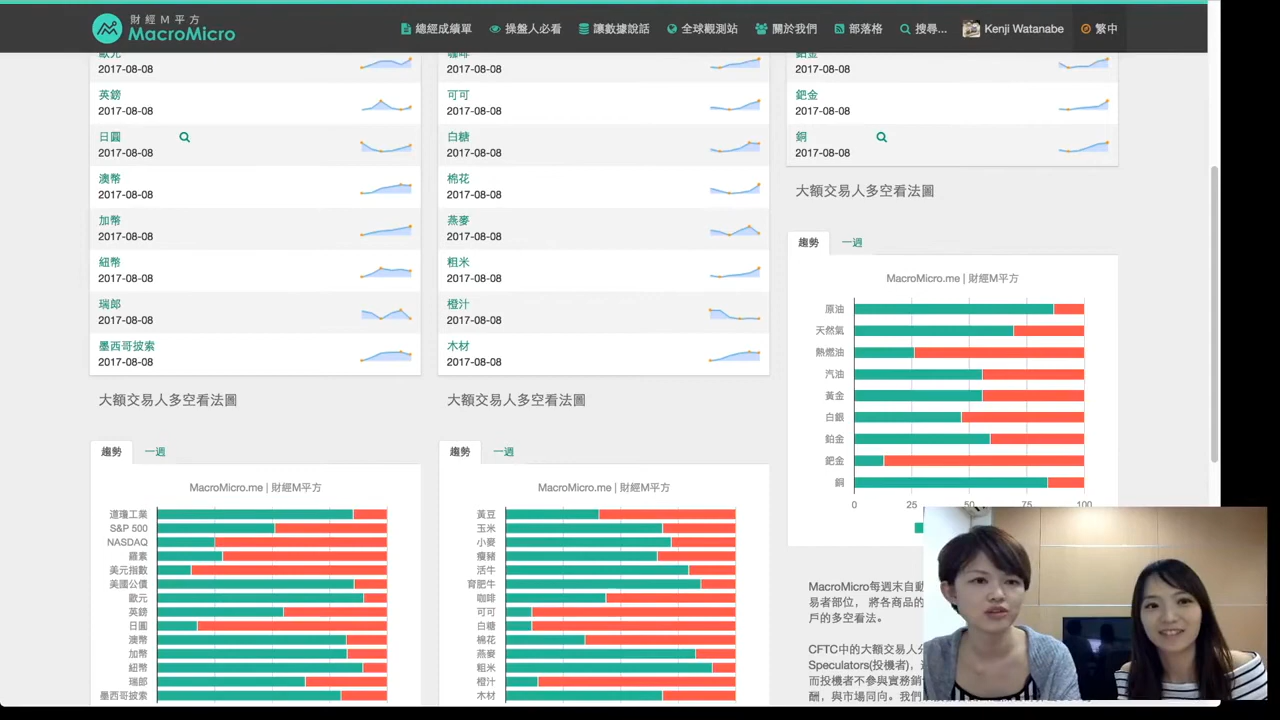 財經M平方
MacroMicro
總經成績單
操盤人必看
讓數據說話
全球觀測站
關於我們
部落格
搜尋...
Kenji Watanabe
繁中
歐元
2017-08-08
英鎊
2017-08-08
日圓
2017-08-08
澳幣
2017-08-08
加幣
2017-08-08
紐幣
2017-08-08
瑞郎
2017-08-08
墨西哥披索
2017-08-08
大額交易人多空看法圖
趨勢
一週
MacroMicro.me | 財經M平方
道瓊工業
S&P 500
NASDAQ
羅素
美元指數
美國公債
歐元
英鎊
日圓
澳幣
加幣
紐幣
瑞郎
墨西哥披索
咖啡
2017-08-08
可可
2017-08-08
白糖
2017-08-08
棉花
2017-08-08
燕麥
2017-08-08
粗米
2017-08-08
橙汁
2017-08-08
木材
2017-08-08
大額交易人多空看法圖
趨勢
一週
MacroMicro.me | 財經M平方
黃豆
玉米
小麥
瘦豬
活牛
育肥牛
咖啡
可可
白糖
棉花
燕麥
粗米
橙汁
木材
鉑金
2017-08-08
鈀金
2017-08-08
銅
2017-08-08
大額交易人多空看法圖
趨勢
一週
MacroMicro.me | 財經M平方
原油
天然氣
熱燃油
汽油
黃金
白銀
鉑金
鈀金
銅
0 25 50 75 100
MacroMicro每週末自動
易者部位， 將各商品的
戶的多空看法。
CFTC中的大額交易人分
Speculators(投機者)，
而投機者不參與實務銷
酬，與市場同向。我們